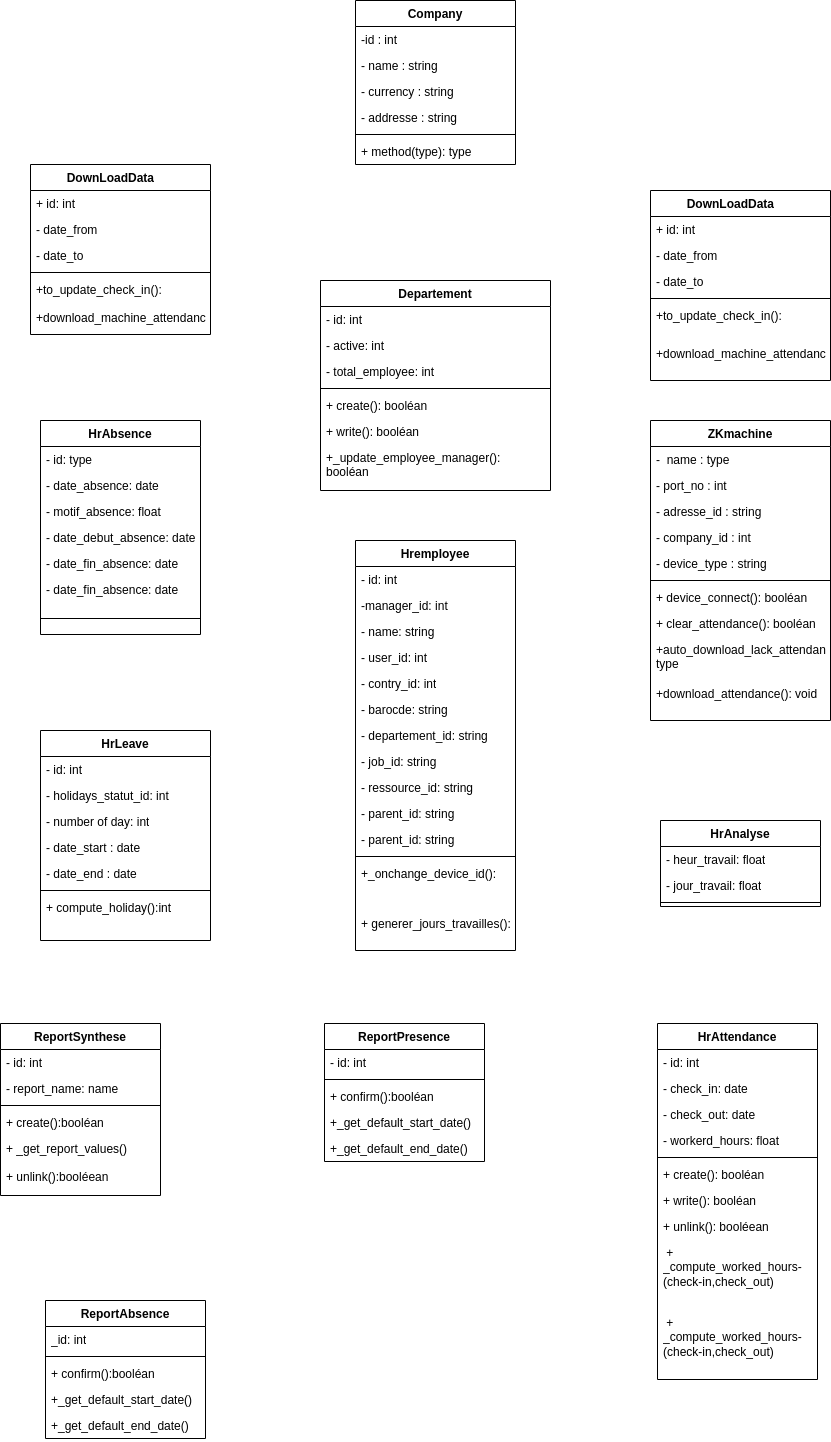 Company
-id : int
- name : string
- currency : string
- addresse : string
+ method(type): type
DownLoadData
+ id: int
- date_from
- date_to
+to_update_check_in():
+download_machine_attendanc
DownLoadData
+ id: int
- date_from
- date_to
+to_update_check_in():
+download_machine_attendanc
Departement
- id: int
- active: int
- total_employee: int
+ create(): booléan
+ write(): booléan
+_update_employee_manager():
booléan
HrAbsence
- id: type
- date_absence: date
- motif_absence: float
- date_debut_absence: date
- date_fin_absence: date
- date_fin_absence: date
ZKmachine
-  name : type
- port_no : int
- adresse_id : string
- company_id : int
- device_type : string
+ device_connect(): booléan
+ clear_attendance(): booléan
+auto_download_lack_attendan
type
+download_attendance(): void
Hremployee
- id: int
-manager_id: int
- name: string
- user_id: int
- contry_id: int
- barocde: string
- departement_id: string
- job_id: string
- ressource_id: string
- parent_id: string
- parent_id: string
+_onchange_device_id():
+ generer_jours_travailles():
HrLeave
- id: int
- holidays_statut_id: int
- number of day: int
- date_start : date
- date_end : date
+ compute_holiday():int
HrAnalyse
- heur_travail: float
- jour_travail: float
ReportSynthese
- id: int
- report_name: name
+ create():booléan
+ _get_report_values()
+ unlink():booléean
ReportPresence
- id: int
+ confirm():booléan
+_get_default_start_date()
+_get_default_end_date()
HrAttendance
- id: int
- check_in: date
- check_out: date
- workerd_hours: float
+ create(): booléan
+ write(): booléan
+ unlink(): booléean
+
_compute_worked_hours-
(check-in,check_out)
+
_compute_worked_hours-
(check-in,check_out)
ReportAbsence
_id: int
+ confirm():booléan
+_get_default_start_date()
+_get_default_end_date()